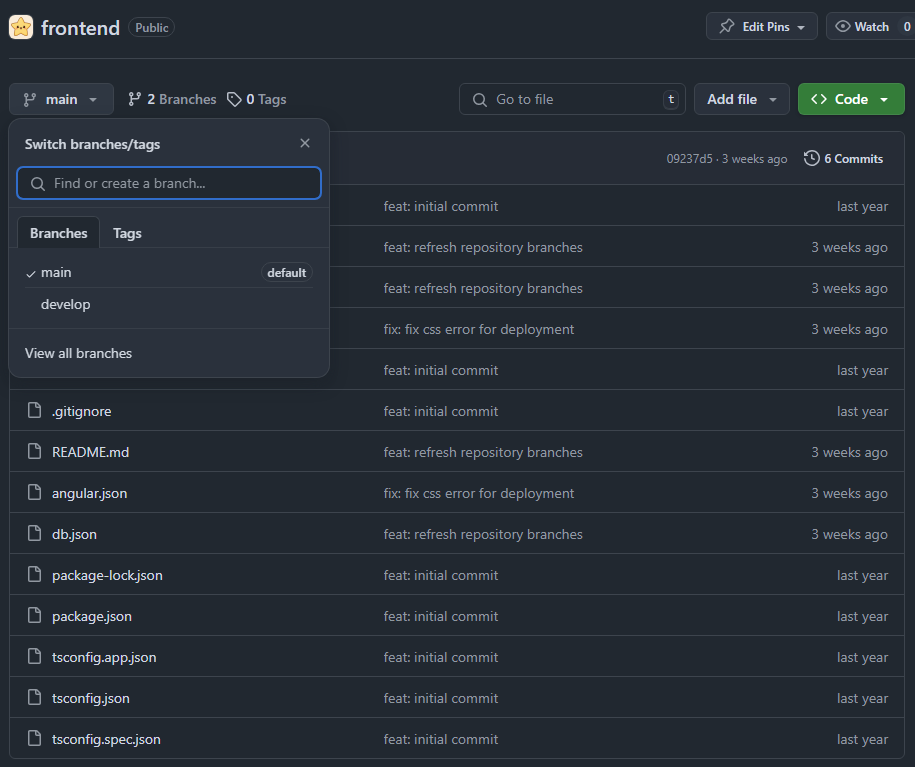 frontend Public Edit Pins Watch 0
main 2 Branches 0 Tags Go to file t Add file Code
Switch branches/tags
09237d5 · 3 weeks ago 6 Commits
Find or create a branch...
feat: initial commit last year
Branches Tags
feat: refresh repository branches 3 weeks ago
main default
feat: refresh repository branches 3 weeks ago
develop
fix: fix css error for deployment 3 weeks ago
View all branches
feat: initial commit last year
.gitignore feat: initial commit last year
README.md feat: refresh repository branches 3 weeks ago
angular.json fix: fix css error for deployment 3 weeks ago
db.json feat: refresh repository branches 3 weeks ago
package-lock.json feat: initial commit last year
package.json feat: initial commit last year
tsconfig.app.json feat: initial commit last year
tsconfig.json feat: initial commit last year
tsconfig.spec.json feat: initial commit last year